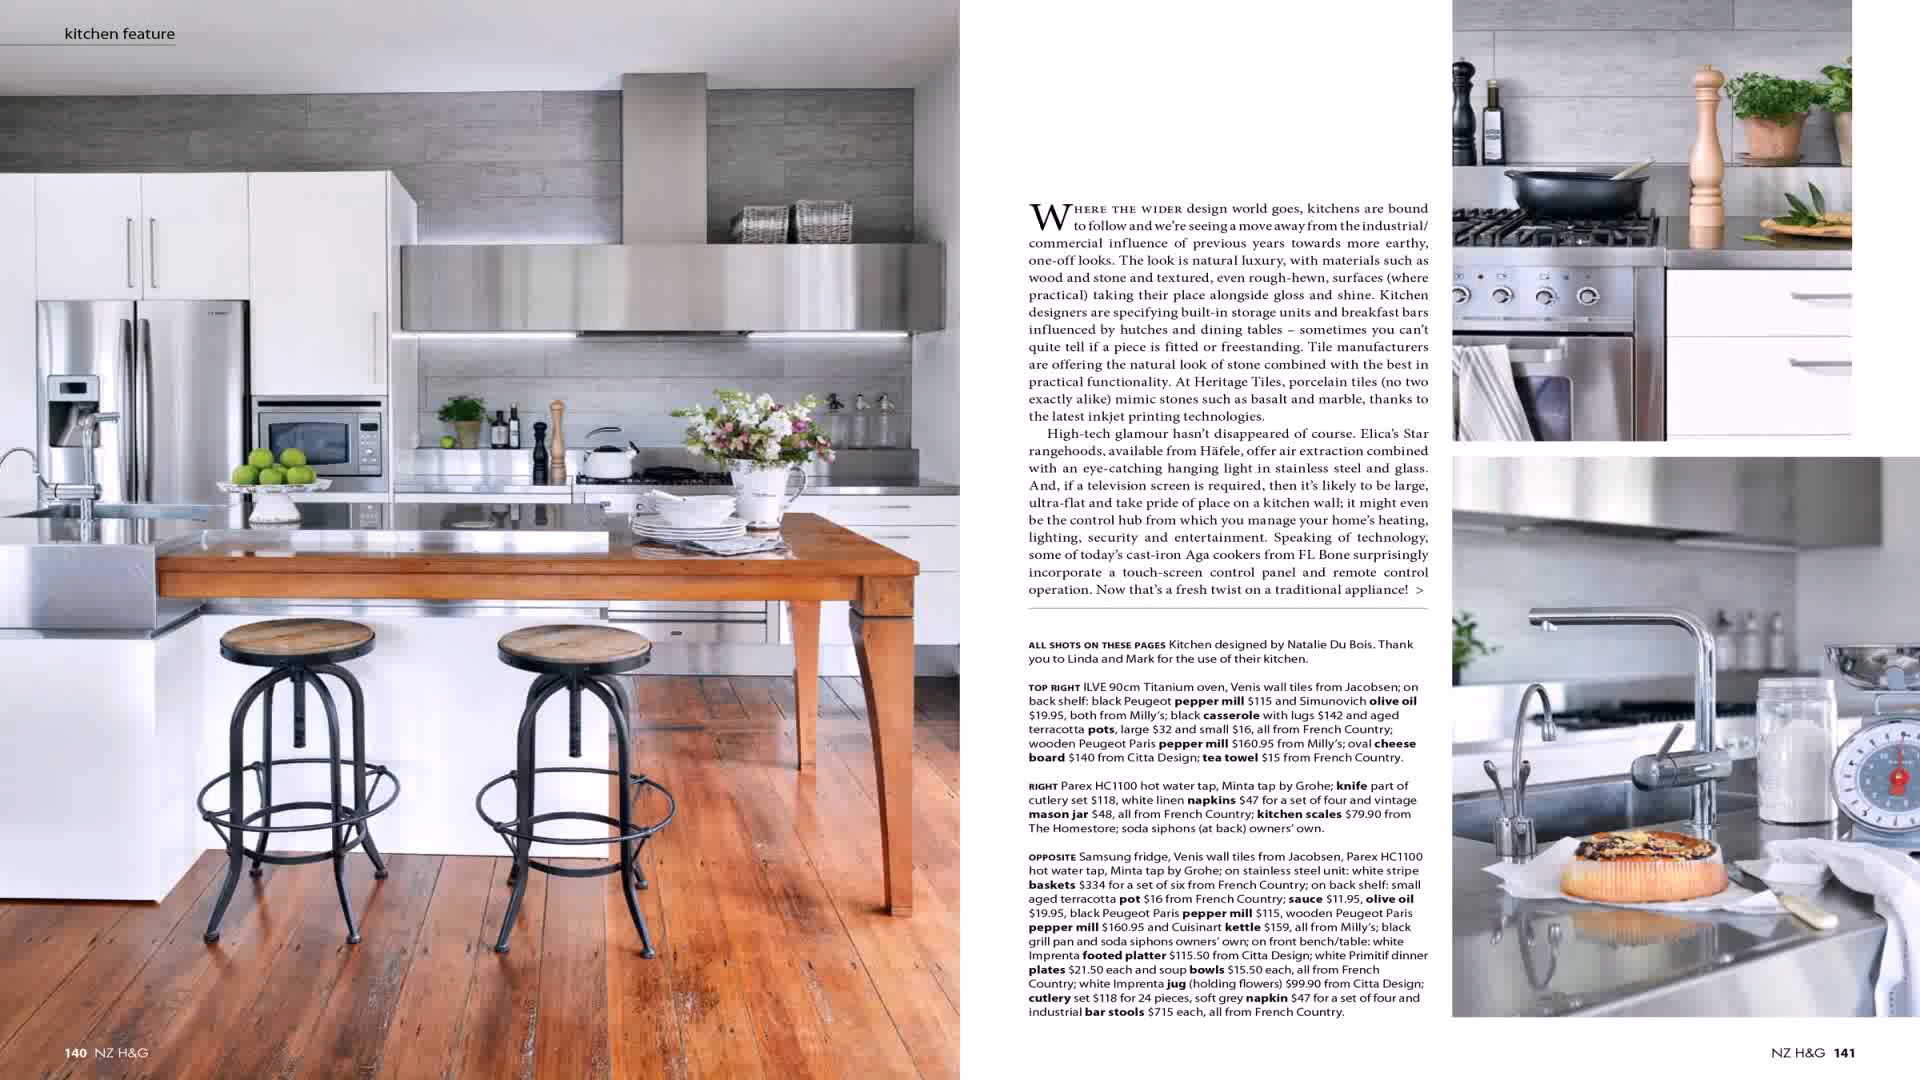 kitchen feature
WHERE THE WIDER design world goes, kitchens are bound
to follow and we're seeing a move away from the industrial/
commercial influence of previous years towards more earthy,
one-off looks. The look is natural luxury, with materials such as
wood and stone and textured, even rough-hewn, surfaces (where
practical) taking their place alongside gloss and shine. Kitchen
designers are specifying built-in storage units and breakfast bars
influenced by hutches and dining tables – sometimes you can't
quite tell if a piece is fitted or freestanding. Tile manufacturers
are offering the natural look of stone combined with the best in
practical functionality. At Heritage Tiles, porcelain tiles (no two
exactly alike) mimic stones such as basalt and marble, thanks to
the latest inkjet printing technologies.
High-tech glamour hasn't disappeared of course. Elica's Star
rangehoods, available from Häfele, offer air extraction combined
with an eye-catching hanging light in stainless steel and glass.
And, if a television screen is required, then it's likely to be large,
ultra-flat and take pride of place on a kitchen wall; it might even
be the control hub from which you manage your home's heating,
lighting, security and entertainment. Speaking of technology,
some of today's cast-iron Aga cookers from FL Bone surprisingly
incorporate a touch-screen control panel and remote control
operation. Now that's a fresh twist on a traditional appliance! >
ALL SHOTS ON THESE PAGES Kitchen designed by Natalie Du Bois. Thank
you to Linda and Mark for the use of their kitchen.
TOP RIGHT ILVE 90cm Titanium oven, Venis wall tiles from Jacobsen; on
back shelf: black Peugeot pepper mill $115 and Simunovich olive oil
$19.95, both from Milly's; black casserole with lugs $142 and aged
terracotta pots, large $32 and small $16, all from French Country;
wooden Peugeot Paris pepper mill $160.95 from Milly's; oval cheese
board $140 from Citta Design; tea towel $15 from French Country.
RIGHT Parex HC1100 hot water tap, Minta tap by Grohe; knife part of
cutlery set $118, white linen napkins $47 for a set of four and vintage
mason jar $48, all from French Country; kitchen scales $79.90 from
The Homestore; soda siphons (at back) owners' own.
OPPOSITE Samsung fridge, Venis wall tiles from Jacobsen, Parex HC1100
hot water tap, Minta tap by Grohe; on stainless steel unit: white stripe
baskets $334 for a set of six from French Country; on back shelf: small
aged terracotta pot $16 from French Country; sauce $11.95, olive oil
$19.95, black Peugeot Paris pepper mill $115, wooden Peugeot Paris
pepper mill $160.95 and Cuisinart kettle $159, all from Milly's; black
grill pan and soda siphons owners' own; on front bench/table: white
Imprenta footed platter $115.50 from Citta Design; white Primitif dinner
plates $21.50 each and soup bowls $15.50 each, all from French
Country; white Imprenta jug (holding flowers) $99.90 from Citta Design;
cutlery set $118 for 24 pieces, soft grey napkin $47 for a set of four and
industrial bar stools $715 each, all from French Country.
140 NZ H&G
NZ H&G 141